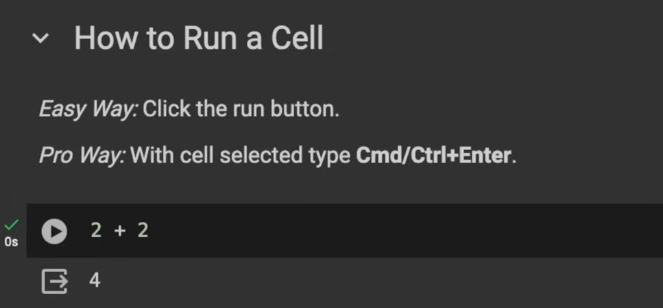 How to Run a Cell
Easy Way: Click the run button.
Pro Way: With cell selected type Cmd/Ctrl+Enter.
2 + 2
0s
4